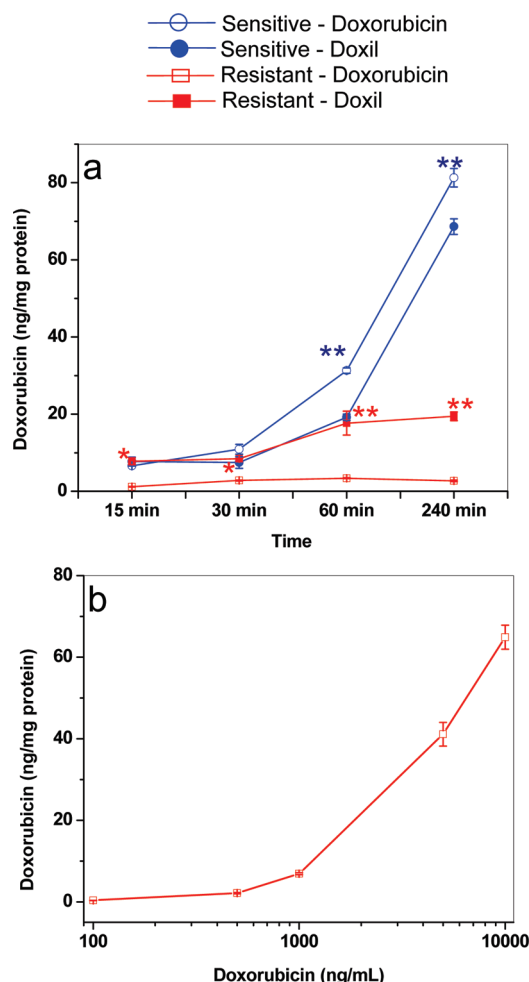 Sensitive - Doxorubicin
Sensitive - Doxil
Resistant - Doxorubicin
Resistant - Doxil
a
Doxorubicin (ng/mg protein)
80
60
40
20
0
**
**
*
*
**
**
15 min 30 min 60 min 240 min
Time
b
Doxorubicin (ng/mg protein)
80
60
40
20
0
100 1000 10000
Doxorubicin (ng/mL)